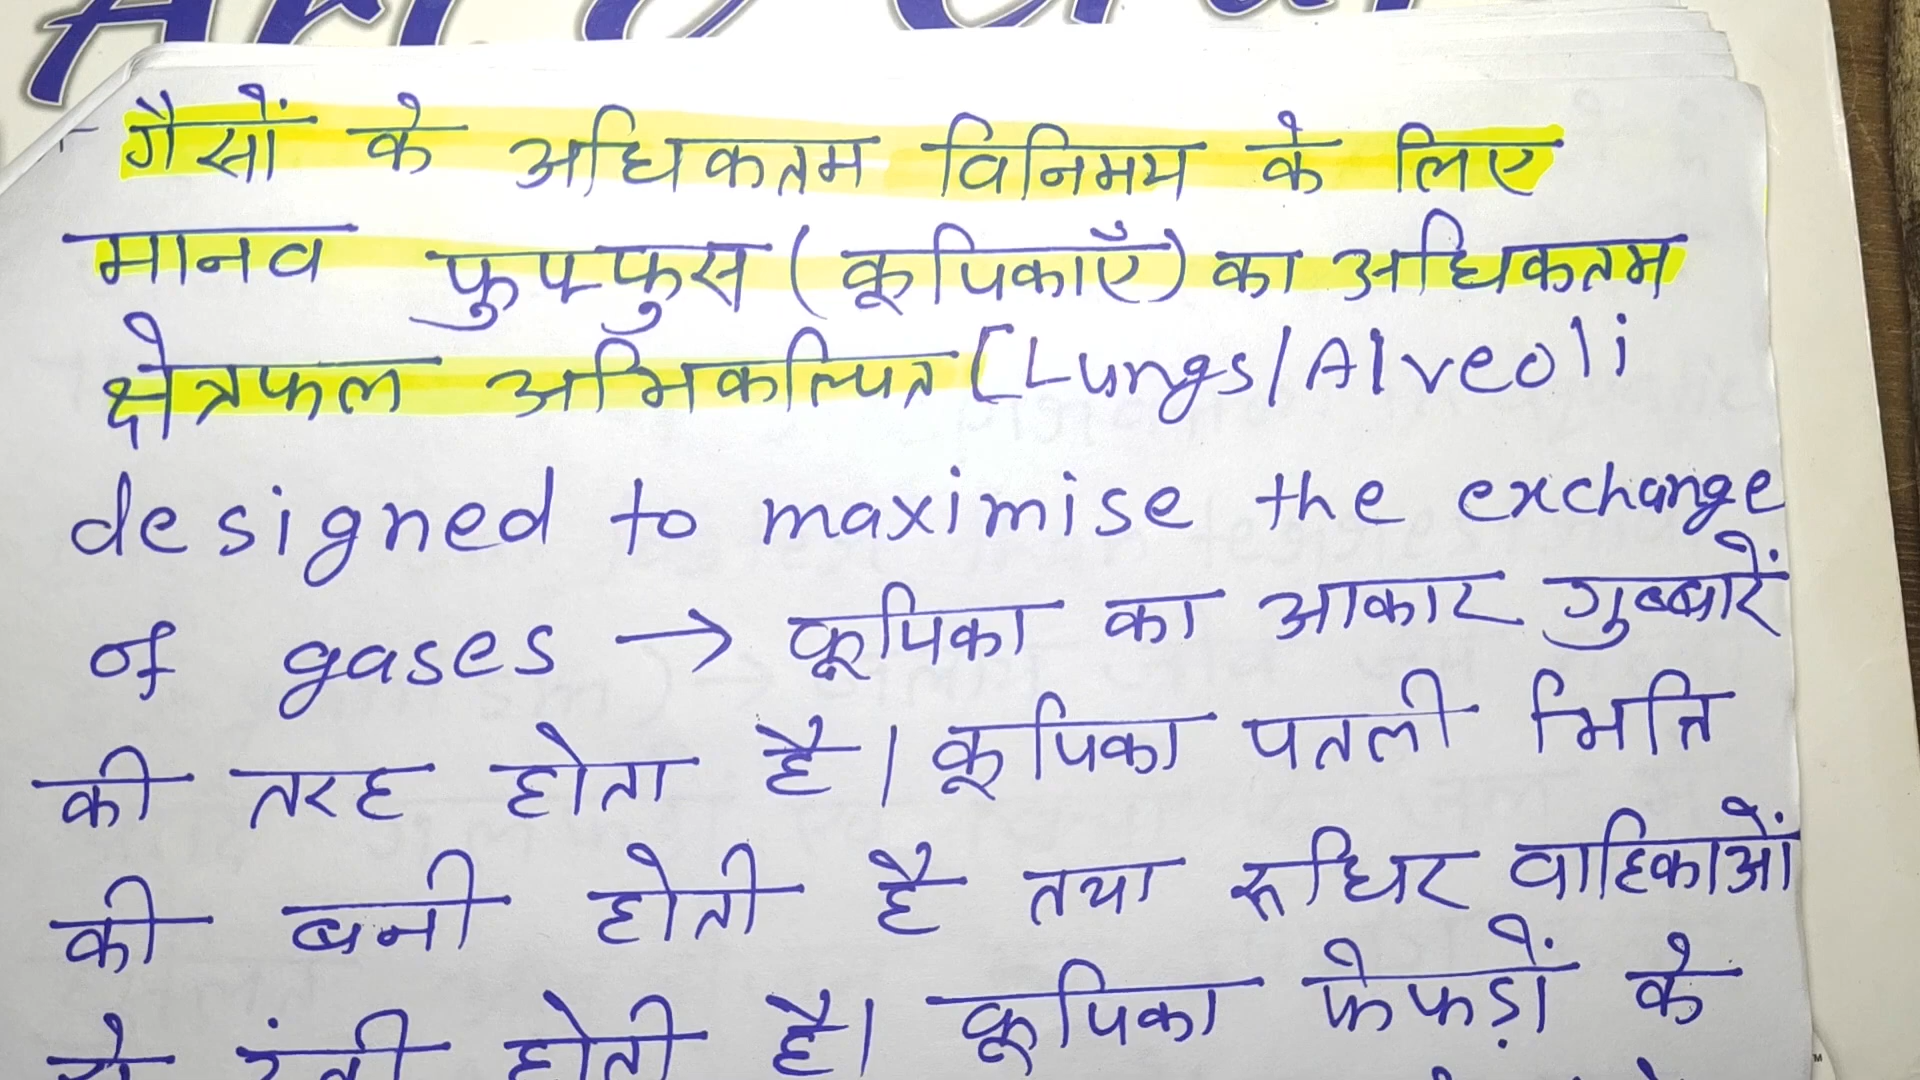 गैसों के अधिकतम विनिमय के लिए
मानव फुफ्फुस (कूपिकाएँ) का अधिकतम
क्षेत्रफल अभिकल्पित [Lungs/Alveoli
designed to maximise the exchange
of gases → कूपिका का आकार गुब्बारें
की तरह होता है। कूपिका पतली भित्ति
की बनी होती है तथा रूधिर वाहिकाओं
होती है। कूपिका फेफड़ों के